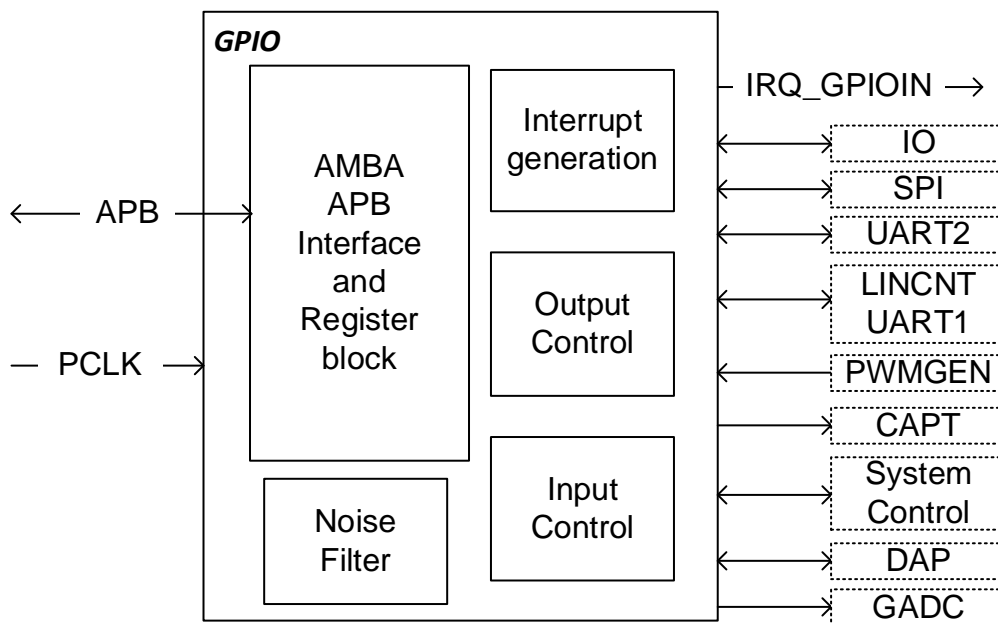 GPIO
AMBA
APB
Interface
and
Register
block
Noise
Filter
Interrupt
generation
Output
Control
Input
Control
APB
PCLK
IRQ_GPIOIN
IO
SPI
UART2
LINCNT
UART1
PWMGEN
CAPT
System
Control
DAP
GADC